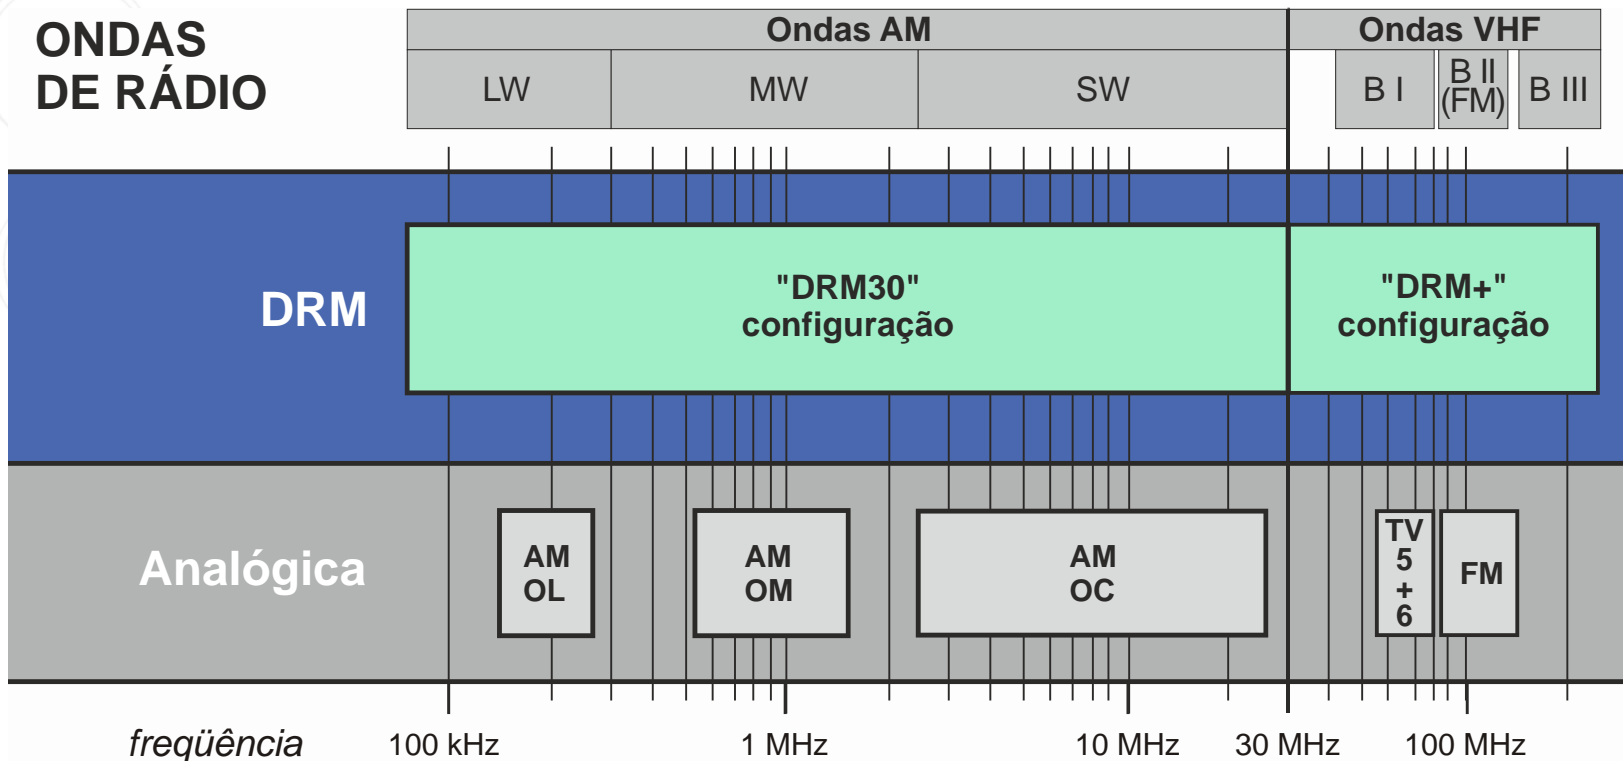 ONDAS
DE RÁDIO
Ondas AM
Ondas VHF
LW
MW
SW
B I
B II
(FM)
B III
DRM
"DRM30"
configuração
"DRM+"
configuração
Analógica
AM
OL
AM
OM
AM
OC
TV
5
+
6
FM
freqüência
100 kHz
1 MHz
10 MHz
30 MHz
100 MHz